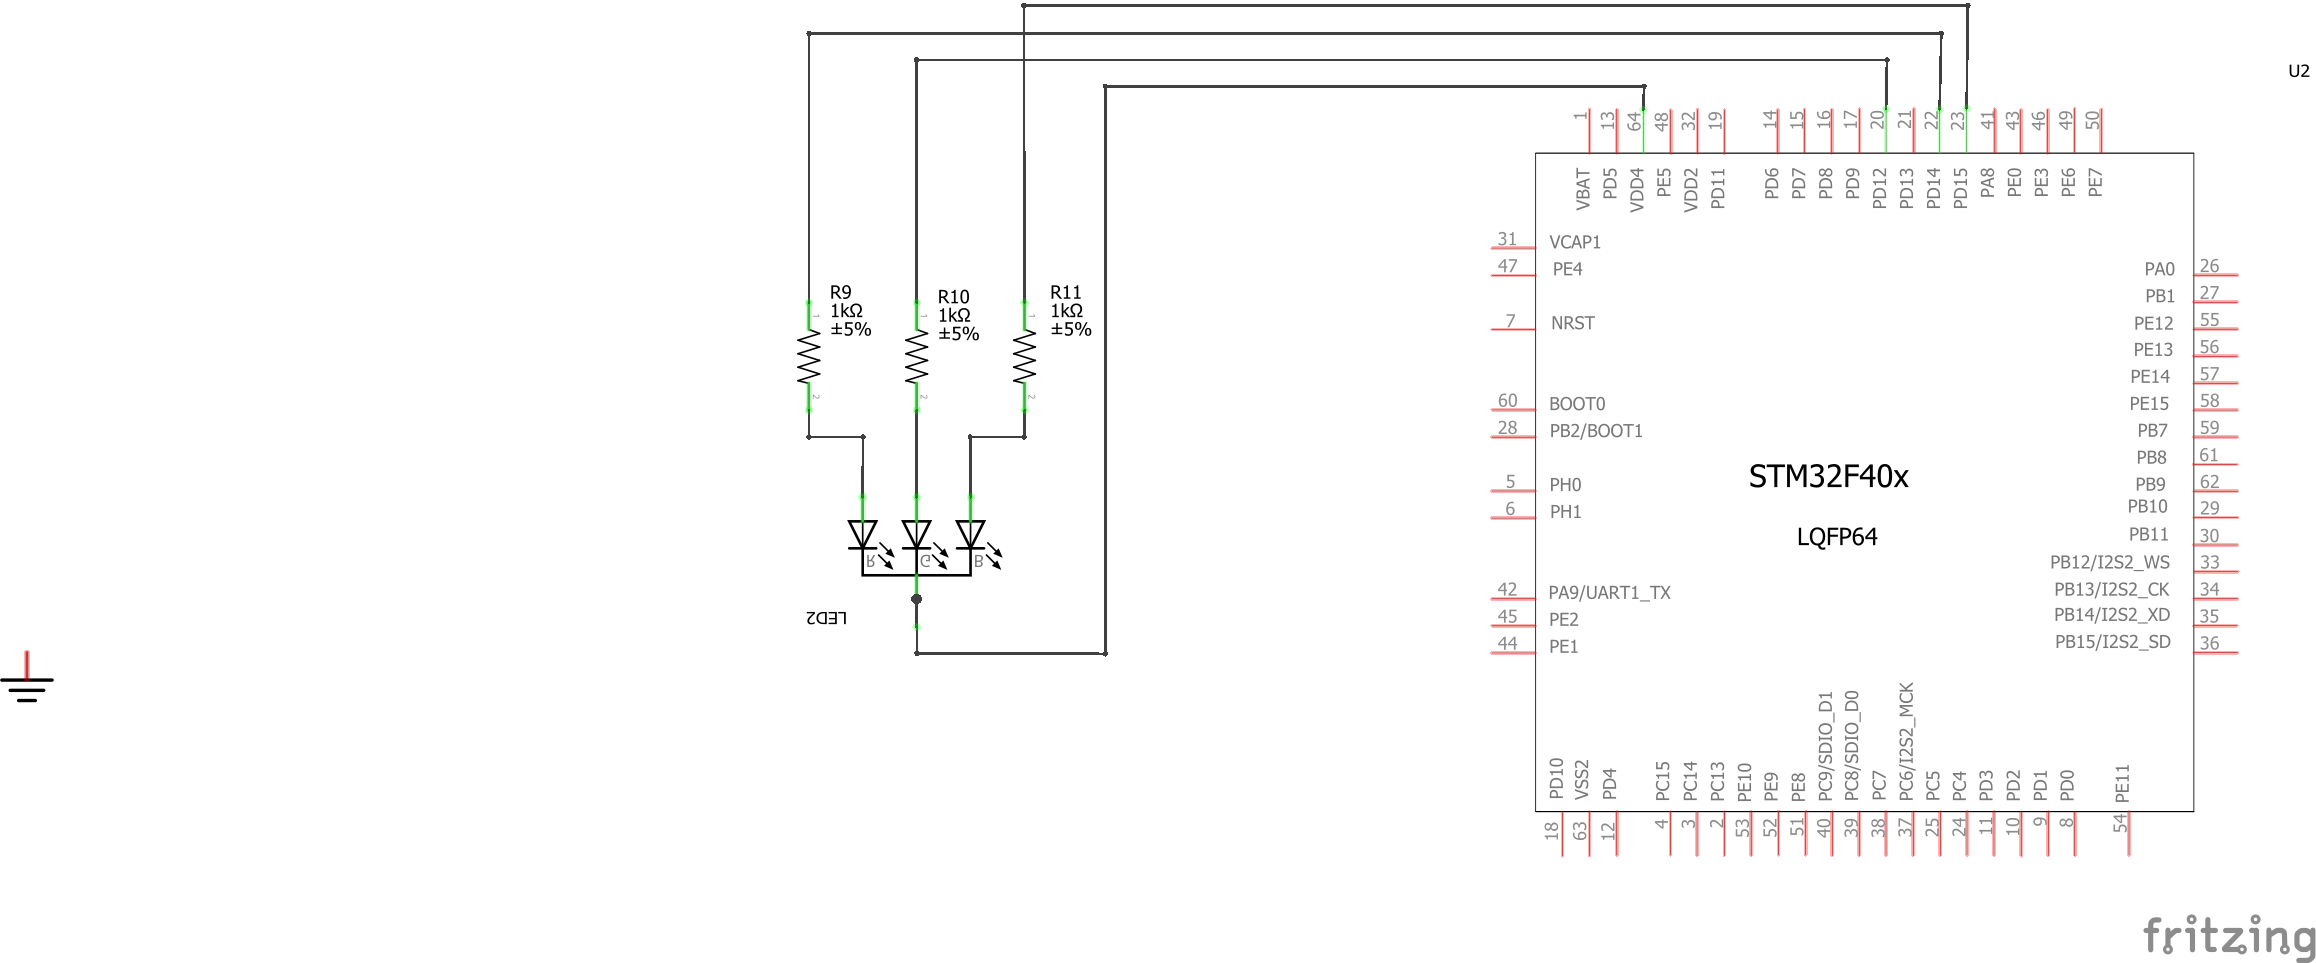 U2
1
13
64
48
32
19
14
15
16
17
20
21
22
23
41
43
46
49
50
VBAT
PD5
VDD4
PE5
VDD2
PD11
PD6
PD7
PD8
PD9
PD12
PD13
PD14
PD15
PA8
PE0
PE3
PE6
PE7
31 VCAP1
47 PE4
7 NRST
60 BOOT0
28 PB2/BOOT1
5 PH0
6 PH1
42 PA9/UART1_TX
45 PE2
44 PE1
PA0 26
PB1 27
PE12 55
PE13 56
PE14 57
PE15 58
PB7 59
PB8 61
PB9 62
PB10 29
PB11 30
PB12/I2S2_WS 33
PB13/I2S2_CK 34
PB14/I2S2_XD 35
PB15/I2S2_SD 36
STM32F40x
LQFP64
R9
1kΩ
±5%
1
2
R10
1kΩ
±5%
1
2
R11
1kΩ
±5%
1
2
R
G
B
LED2
PD10
VSS2
PD4
PC15
PC14
PC13
PE10
PE9
PE8
PC9/SDIO_D1
PC8/SDIO_D0
PC7
PC6/I2S2_MCK
PC5
PC4
PD3
PD2
PD1
PD0
PE11
18
63
12
4
3
2
53
52
51
40
39
38
37
25
24
11
10
9
8
54
fritzing